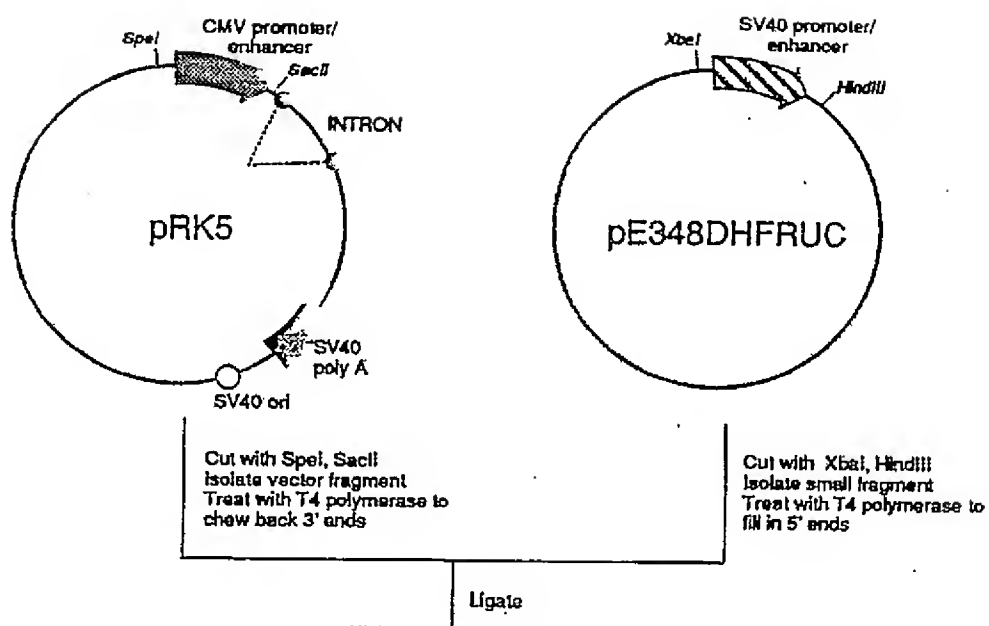 CMV promoter/
enhancer
SpeI
SacII
INTRON
pRK5
SV40
poly A
SV40 ori
SV40 promoter/
enhancer
XbaI
HindIII
pE348DHFRUC
Cut with SpeI, SacII
Isolate vector fragment
Treat with T4 polymerase to
chew back 3' ends
Cut with XbaI, HindIII
Isolate small fragment
Treat with T4 polymerase to
fill in 5' ends
Ligate